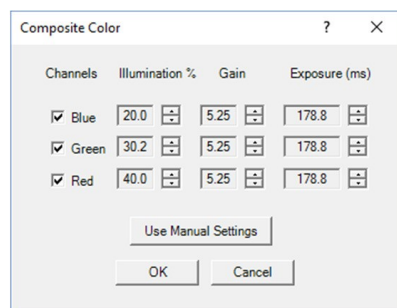 Composite Color ? ×
Channels Illumination % Gain Exposure (ms)
Blue 20.0 5.25 178.8
Green 30.2 5.25 178.8
Red 40.0 5.25 178.8
Use Manual Settings
OK Cancel